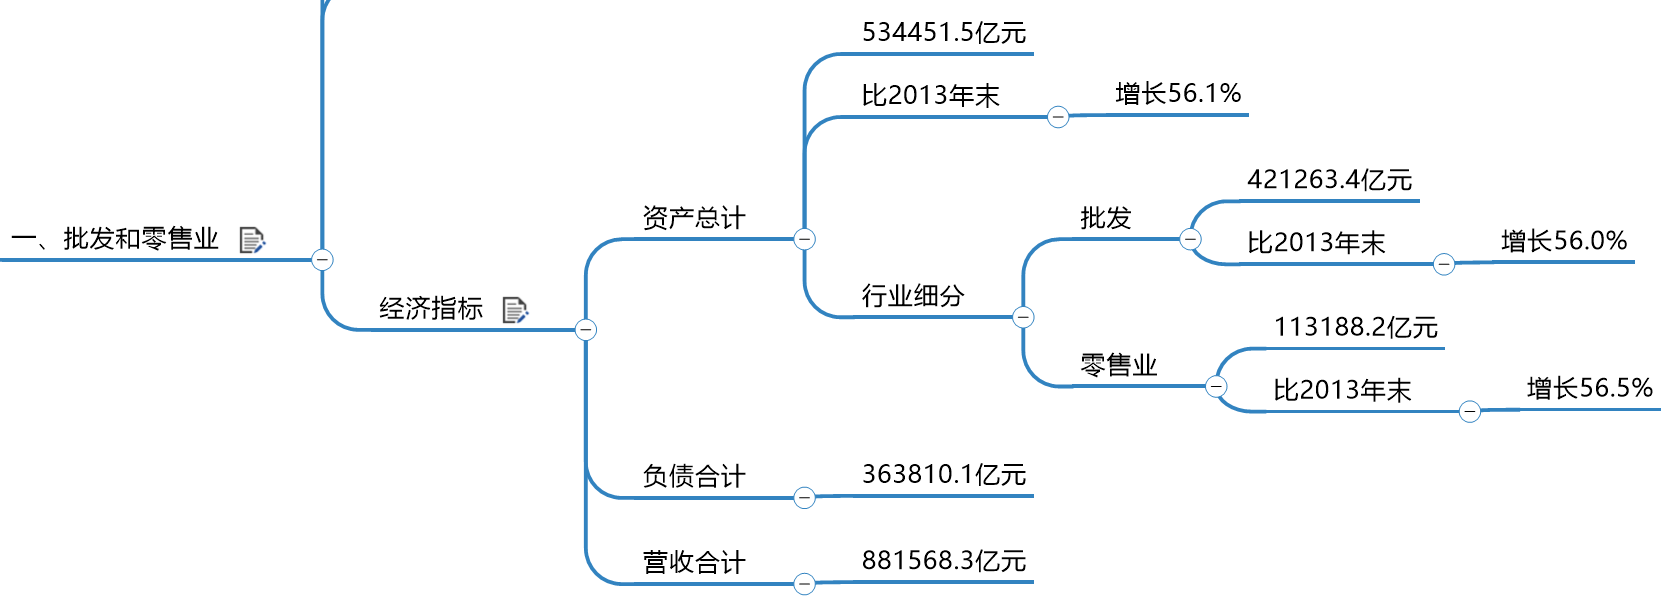 一、批发和零售业
经济指标
资产总计
534451.5亿元
比2013年末
增长56.1%
行业细分
批发
421263.4亿元
比2013年末
增长56.0%
零售业
113188.2亿元
比2013年末
增长56.5%
负债合计
363810.1亿元
营收合计
881568.3亿元